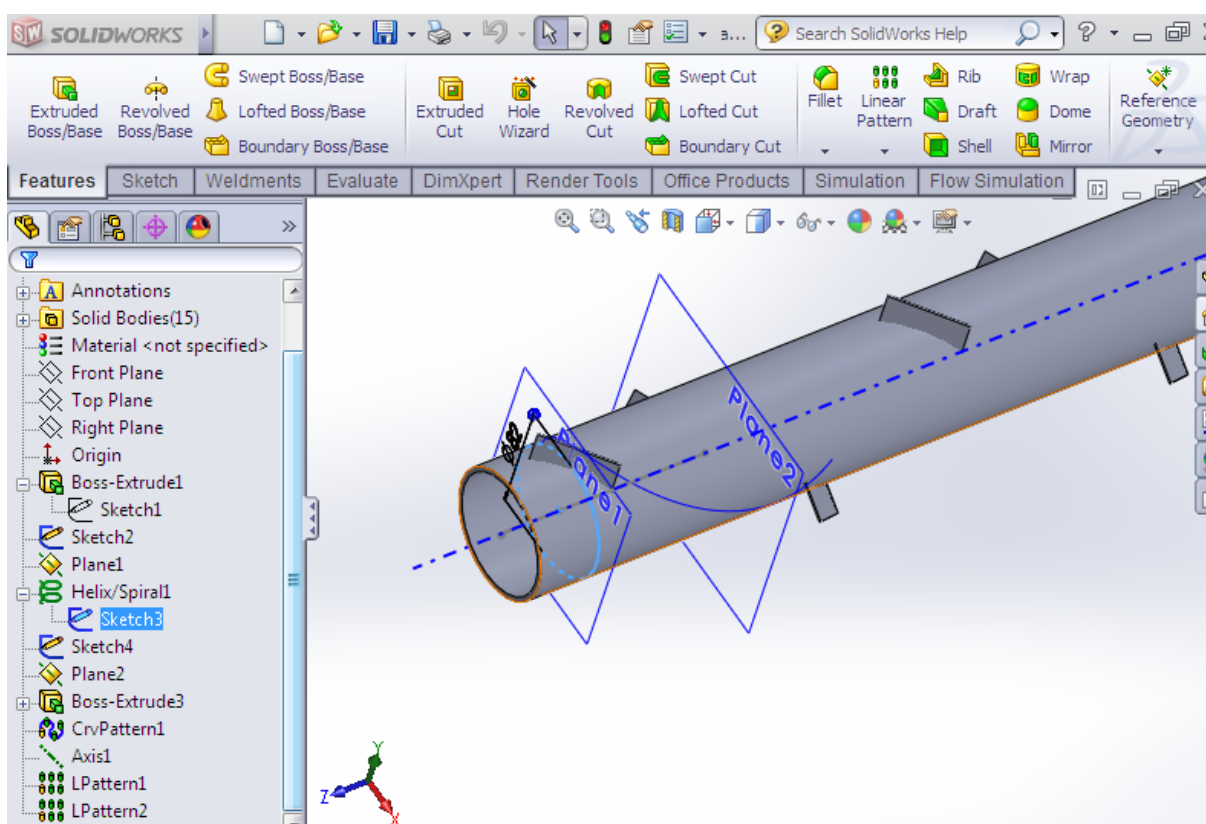 SW SOLIDWORKS з... Search SolidWorks Help
Swept Boss/Base Swept Cut Rib Wrap
Extruded Boss/Base Revolved Boss/Base Lofted Boss/Base Extruded Cut Hole Wizard Revolved Cut Lofted Cut Fillet Linear Pattern Draft Dome Reference Geometry
Boundary Boss/Base Boundary Cut Shell Mirror
Features Sketch Weldments Evaluate DimXpert Render Tools Office Products Simulation Flow Simulation
A Annotations
Solid Bodies(15)
Material <not specified>
Front Plane
Top Plane
Right Plane
Origin
Boss-Extrude1
Sketch1
Sketch2
Plane1
Helix/Spiral1
Sketch3
Sketch4
Plane2
Boss-Extrude3
CrvPattern1
Axis1
LPattern1
LPattern2
Plane1
Plane2
Y
Z
X